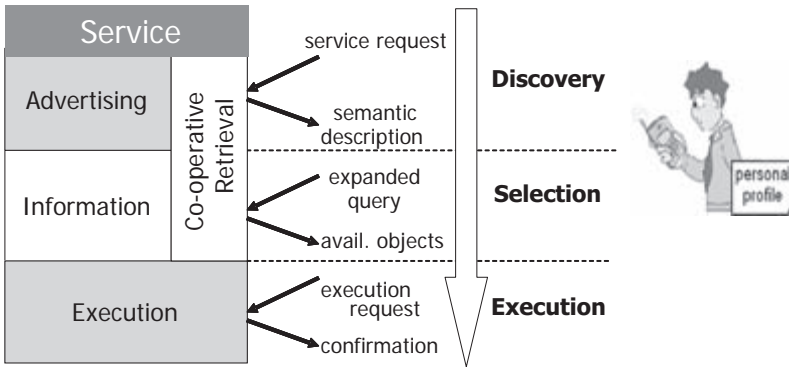 Service
Advertising
Information
Co-operative
Retrieval
Execution
service request
semantic
description
expanded
query
avail. objects
execution
request
confirmation
Discovery
Selection
Execution
personal
profile